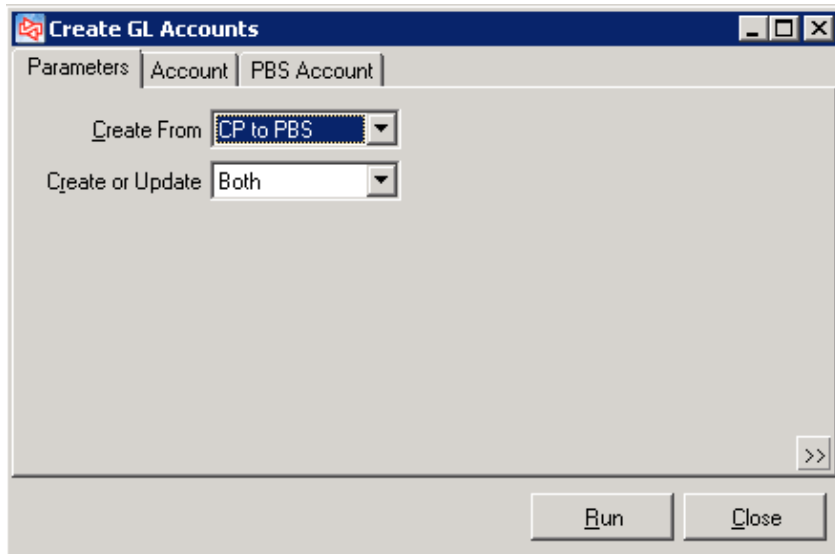 Create GL Accounts
Parameters Account PBS Account
Create From CP to PBS
Create or Update Both
>>
Run Close